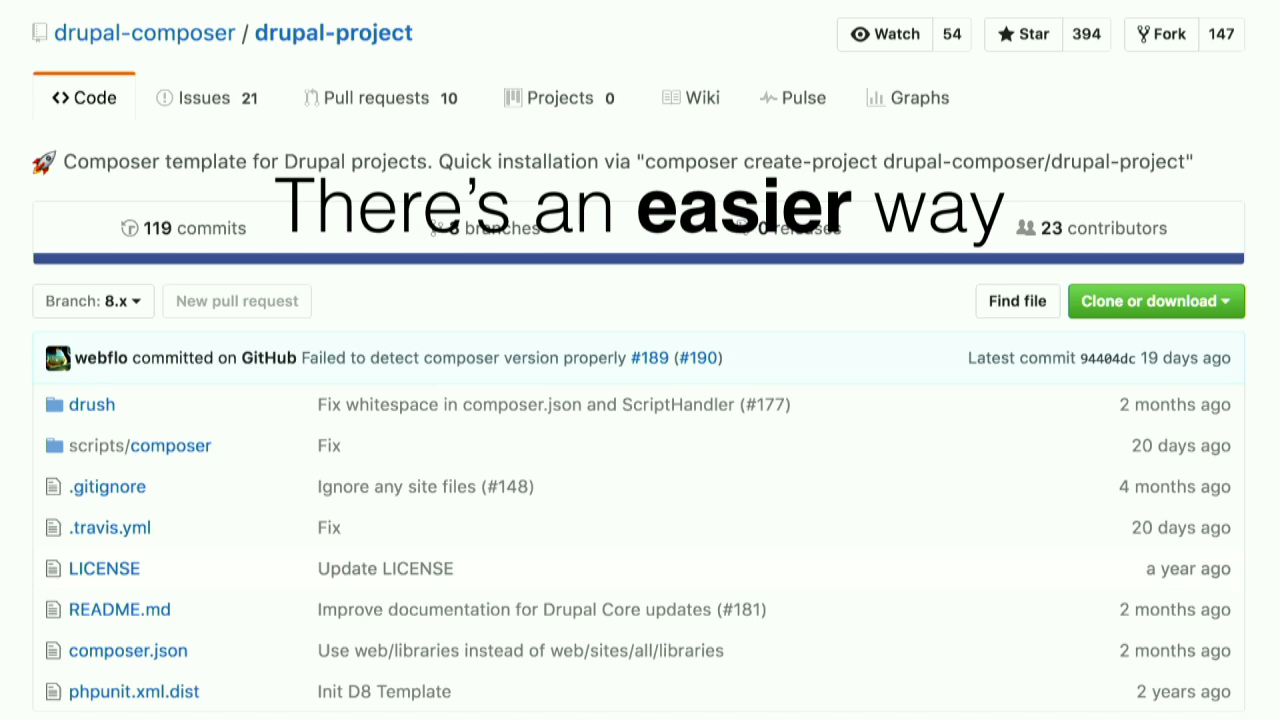 drupal-composer / drupal-project
Watch 54 Star 394 Fork 147
Code Issues 21 Pull requests 10 Projects 0 Wiki Pulse Graphs
🚀 Composer template for Drupal projects. Quick installation via "composer create-project drupal-composer/drupal-project"
There's an easier way
119 commits 8 branches 0 releases 23 contributors
Branch: 8.x New pull request Find file Clone or download
webflo committed on GitHub Failed to detect composer version properly #189 (#190) Latest commit 94404dc 19 days ago
drush Fix whitespace in composer.json and ScriptHandler (#177) 2 months ago
scripts/composer Fix 20 days ago
.gitignore Ignore any site files (#148) 4 months ago
.travis.yml Fix 20 days ago
LICENSE Update LICENSE a year ago
README.md Improve documentation for Drupal Core updates (#181) 2 months ago
composer.json Use web/libraries instead of web/sites/all/libraries 2 months ago
phpunit.xml.dist Init D8 Template 2 years ago